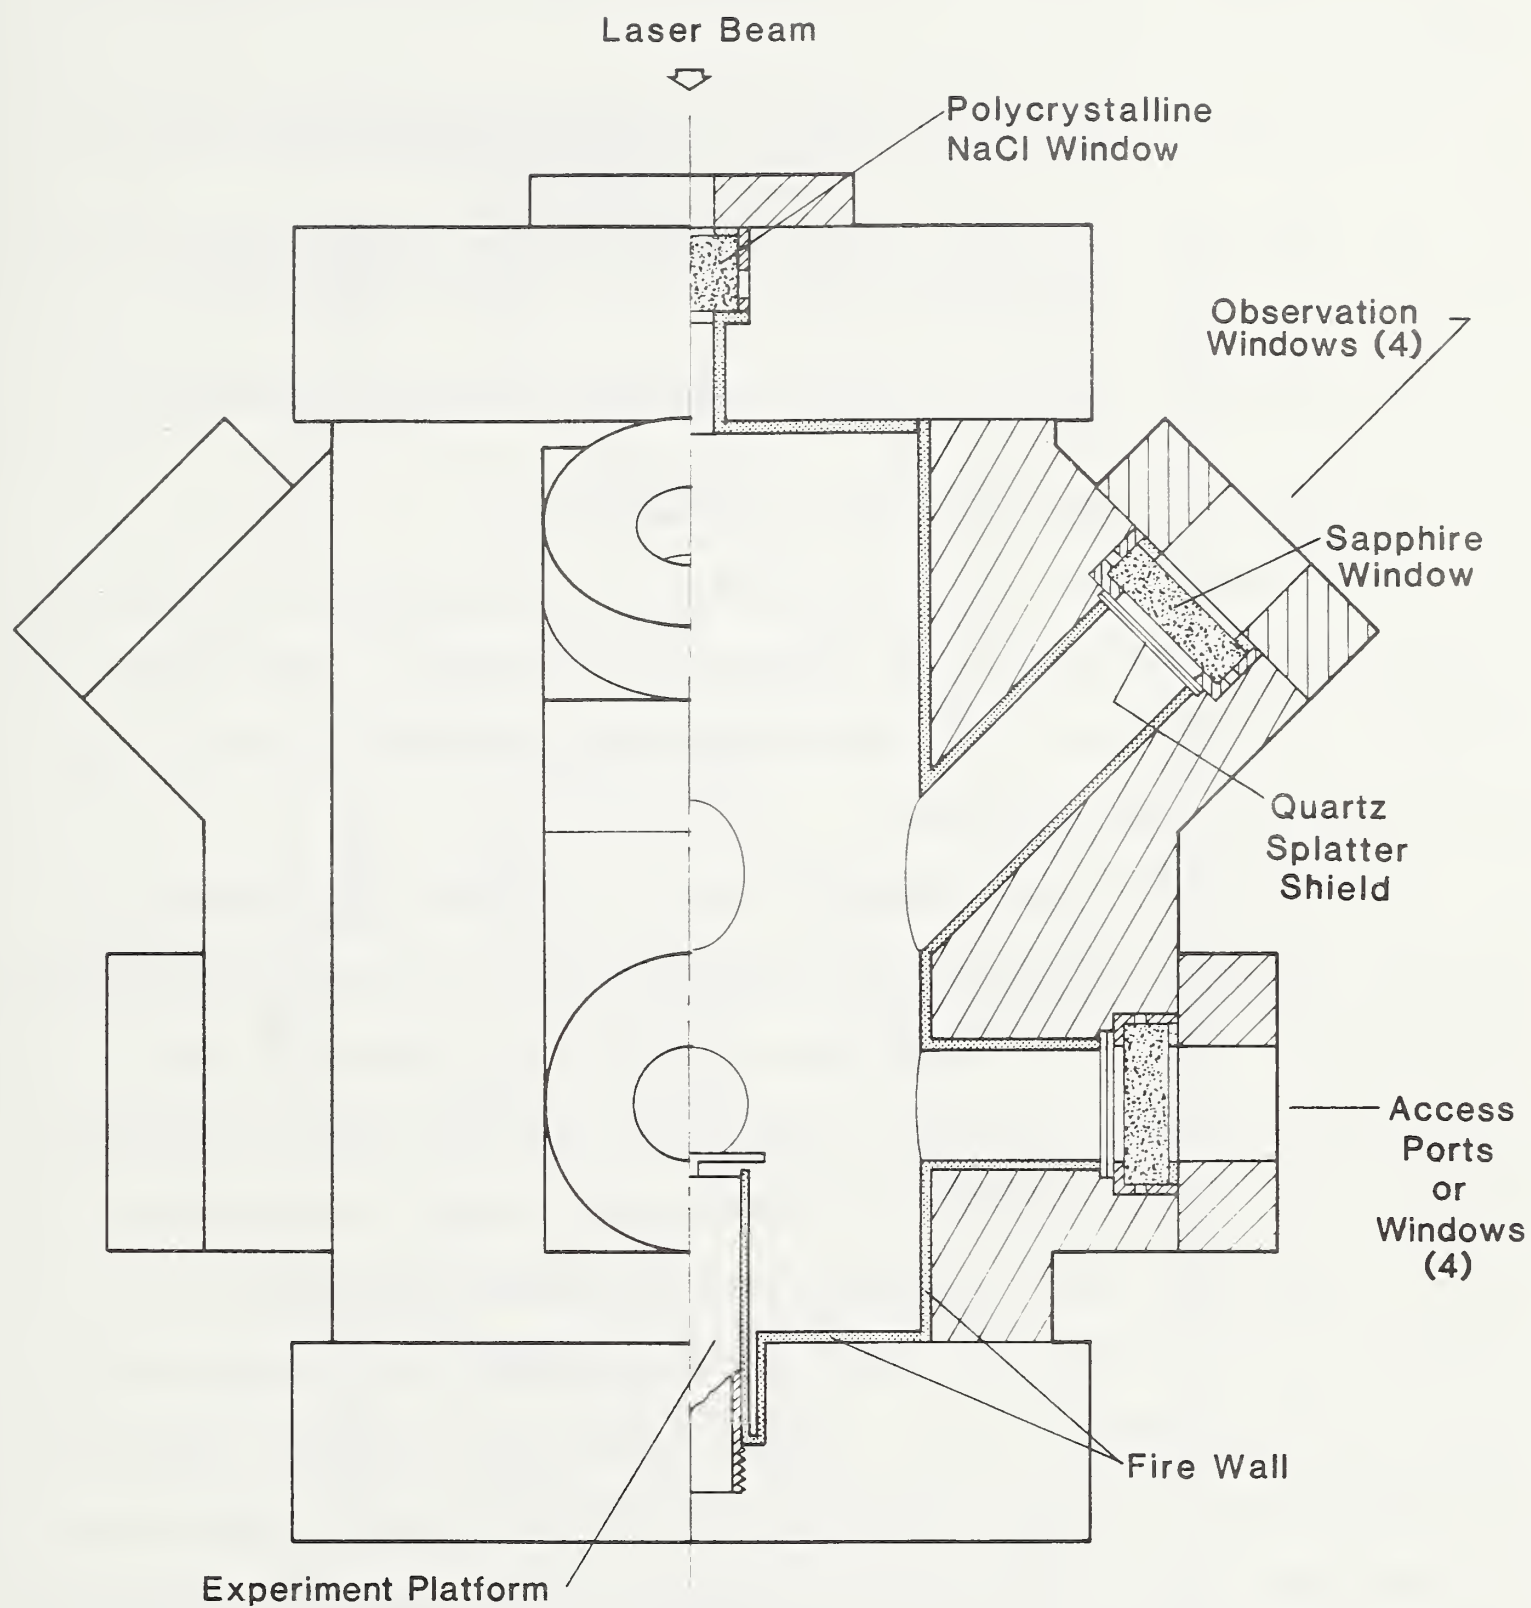 Laser Beam
Polycrystalline
NaCl Window
Observation
Windows (4)
Sapphire
Window
Quartz
Splatter
Shield
Access
Ports
or
Windows
(4)
Fire Wall
Experiment Platform